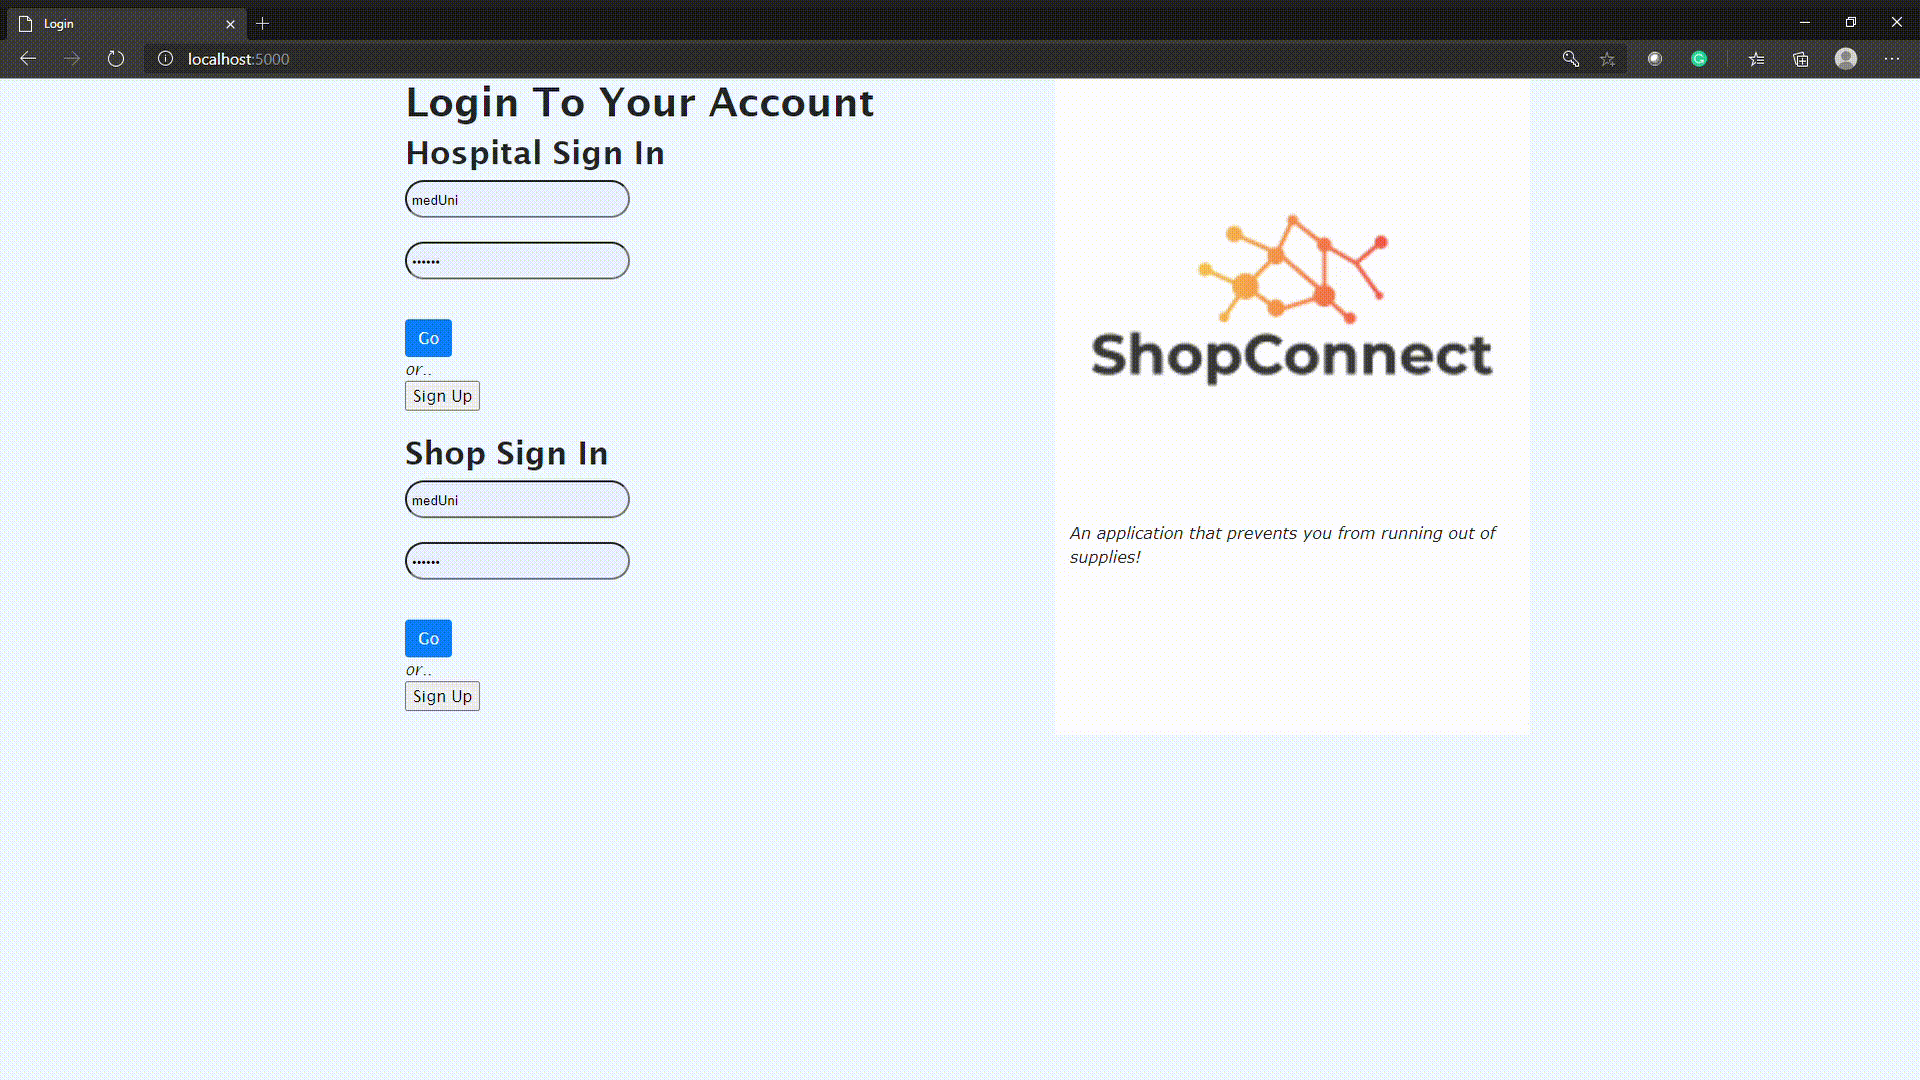 Login
localhost:5000
Login To Your Account
Hospital Sign In
medUni
••••••
Go
or..
Sign Up
Shop Sign In
medUni
••••••
Go
or..
Sign Up
ShopConnect
An application that prevents you from running out of
supplies!